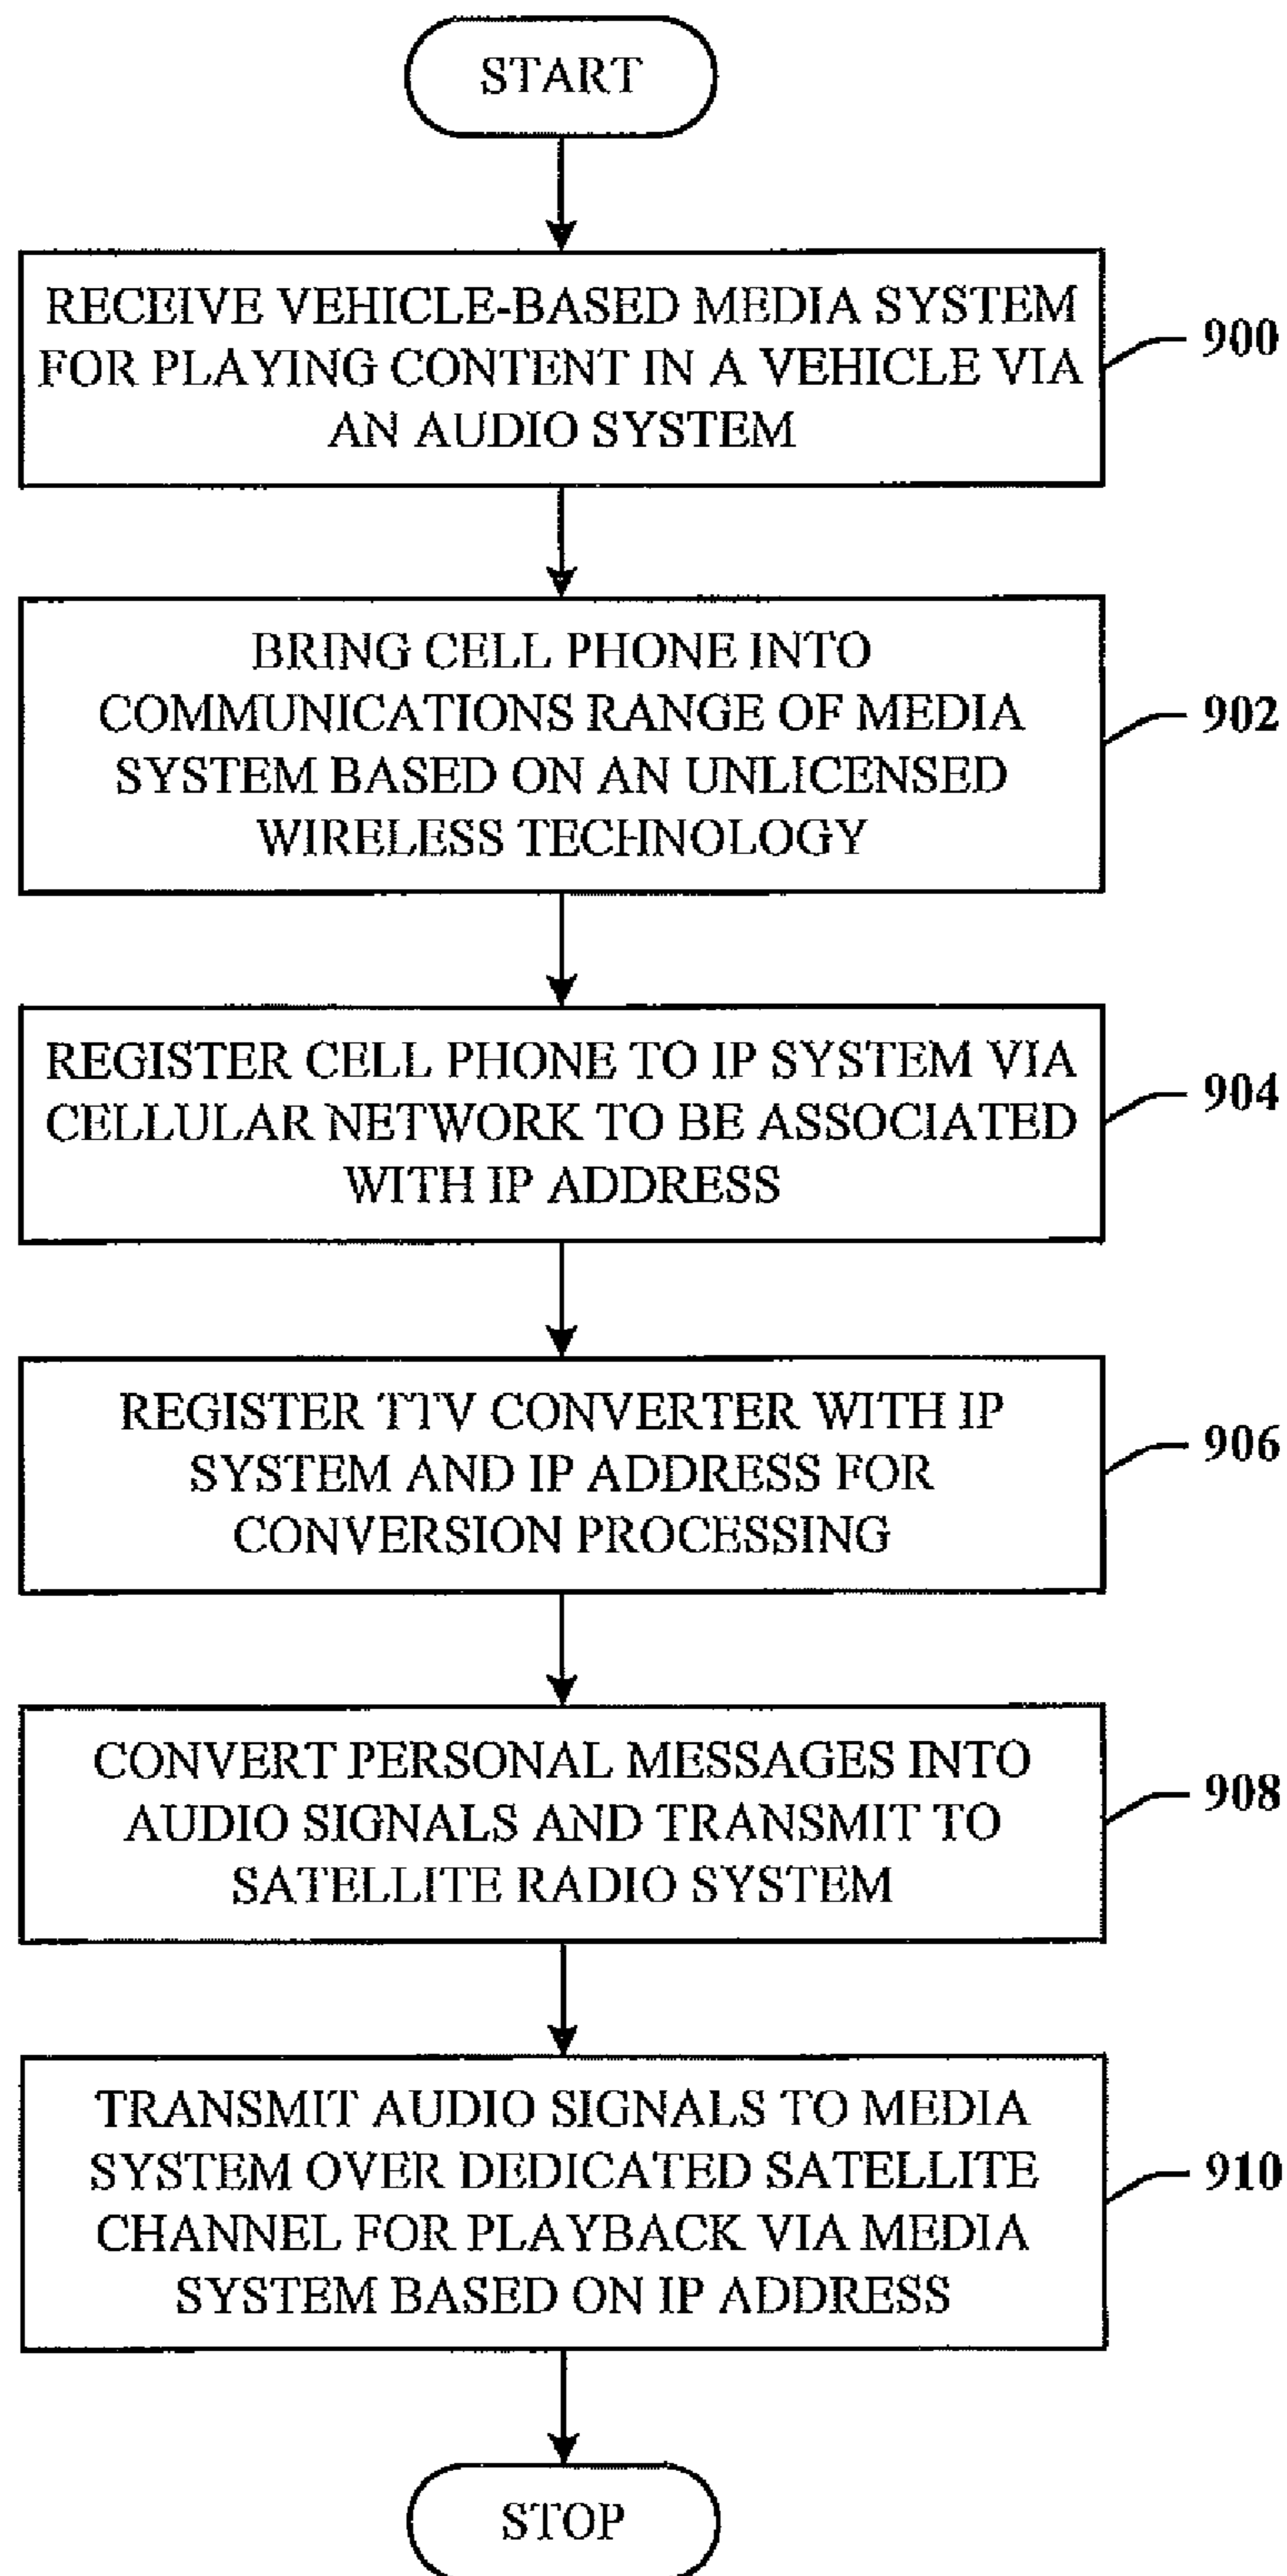 START
RECEIVE VEHICLE-BASED MEDIA SYSTEM
FOR PLAYING CONTENT IN A VEHICLE VIA
AN AUDIO SYSTEM
900
BRING CELL PHONE INTO
COMMUNICATIONS RANGE OF MEDIA
SYSTEM BASED ON AN UNLICENSED
WIRELESS TECHNOLOGY
902
REGISTER CELL PHONE TO IP SYSTEM VIA
CELLULAR NETWORK TO BE ASSOCIATED
WITH IP ADDRESS
904
REGISTER TTV CONVERTER WITH IP
SYSTEM AND IP ADDRESS FOR
CONVERSION PROCESSING
906
CONVERT PERSONAL MESSAGES INTO
AUDIO SIGNALS AND TRANSMIT TO
SATELLITE RADIO SYSTEM
908
TRANSMIT AUDIO SIGNALS TO MEDIA
SYSTEM OVER DEDICATED SATELLITE
CHANNEL FOR PLAYBACK VIA MEDIA
SYSTEM BASED ON IP ADDRESS
910
STOP